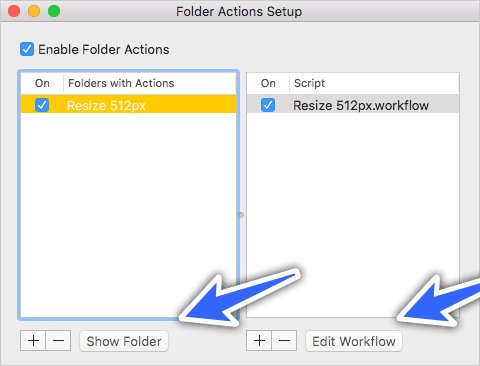 Folder Actions Setup
Enable Folder Actions
On Folders with Actions
Resize 512px
On Script
Resize 512px.workflow
+ − Show Folder
+ − Edit Workflow